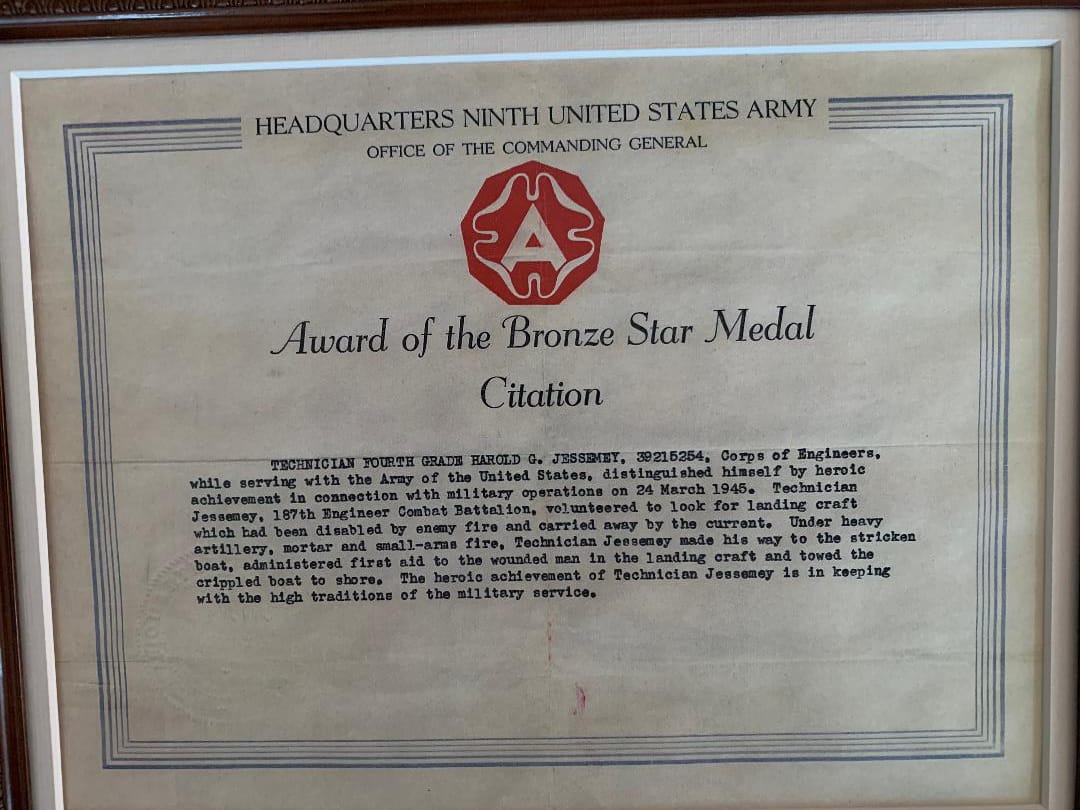 HEADQUARTERS NINTH UNITED STATES ARMY
OFFICE OF THE COMMANDING GENERAL
A
Award of the Bronze Star Medal
Citation
TECHNICIAN FOURTH GRADE HAROLD G. JESSEMEY, 39215254, Corps of Engineers,
while serving with the Army of the United States, distinguished himself by heroic
achievement in connection with military operations on 24 March 1945. Technician
Jessemey, 187th Engineer Combat Battalion, volunteered to look for landing craft
which had been disabled by enemy fire and carried away by the current. Under heavy
artillery, mortar and small-arms fire, Technician Jessemey made his way to the stricken
boat, administered first aid to the wounded man in the landing craft and towed the
crippled boat to shore. The heroic achievement of Technician Jessemey is in keeping
with the high traditions of the military service.